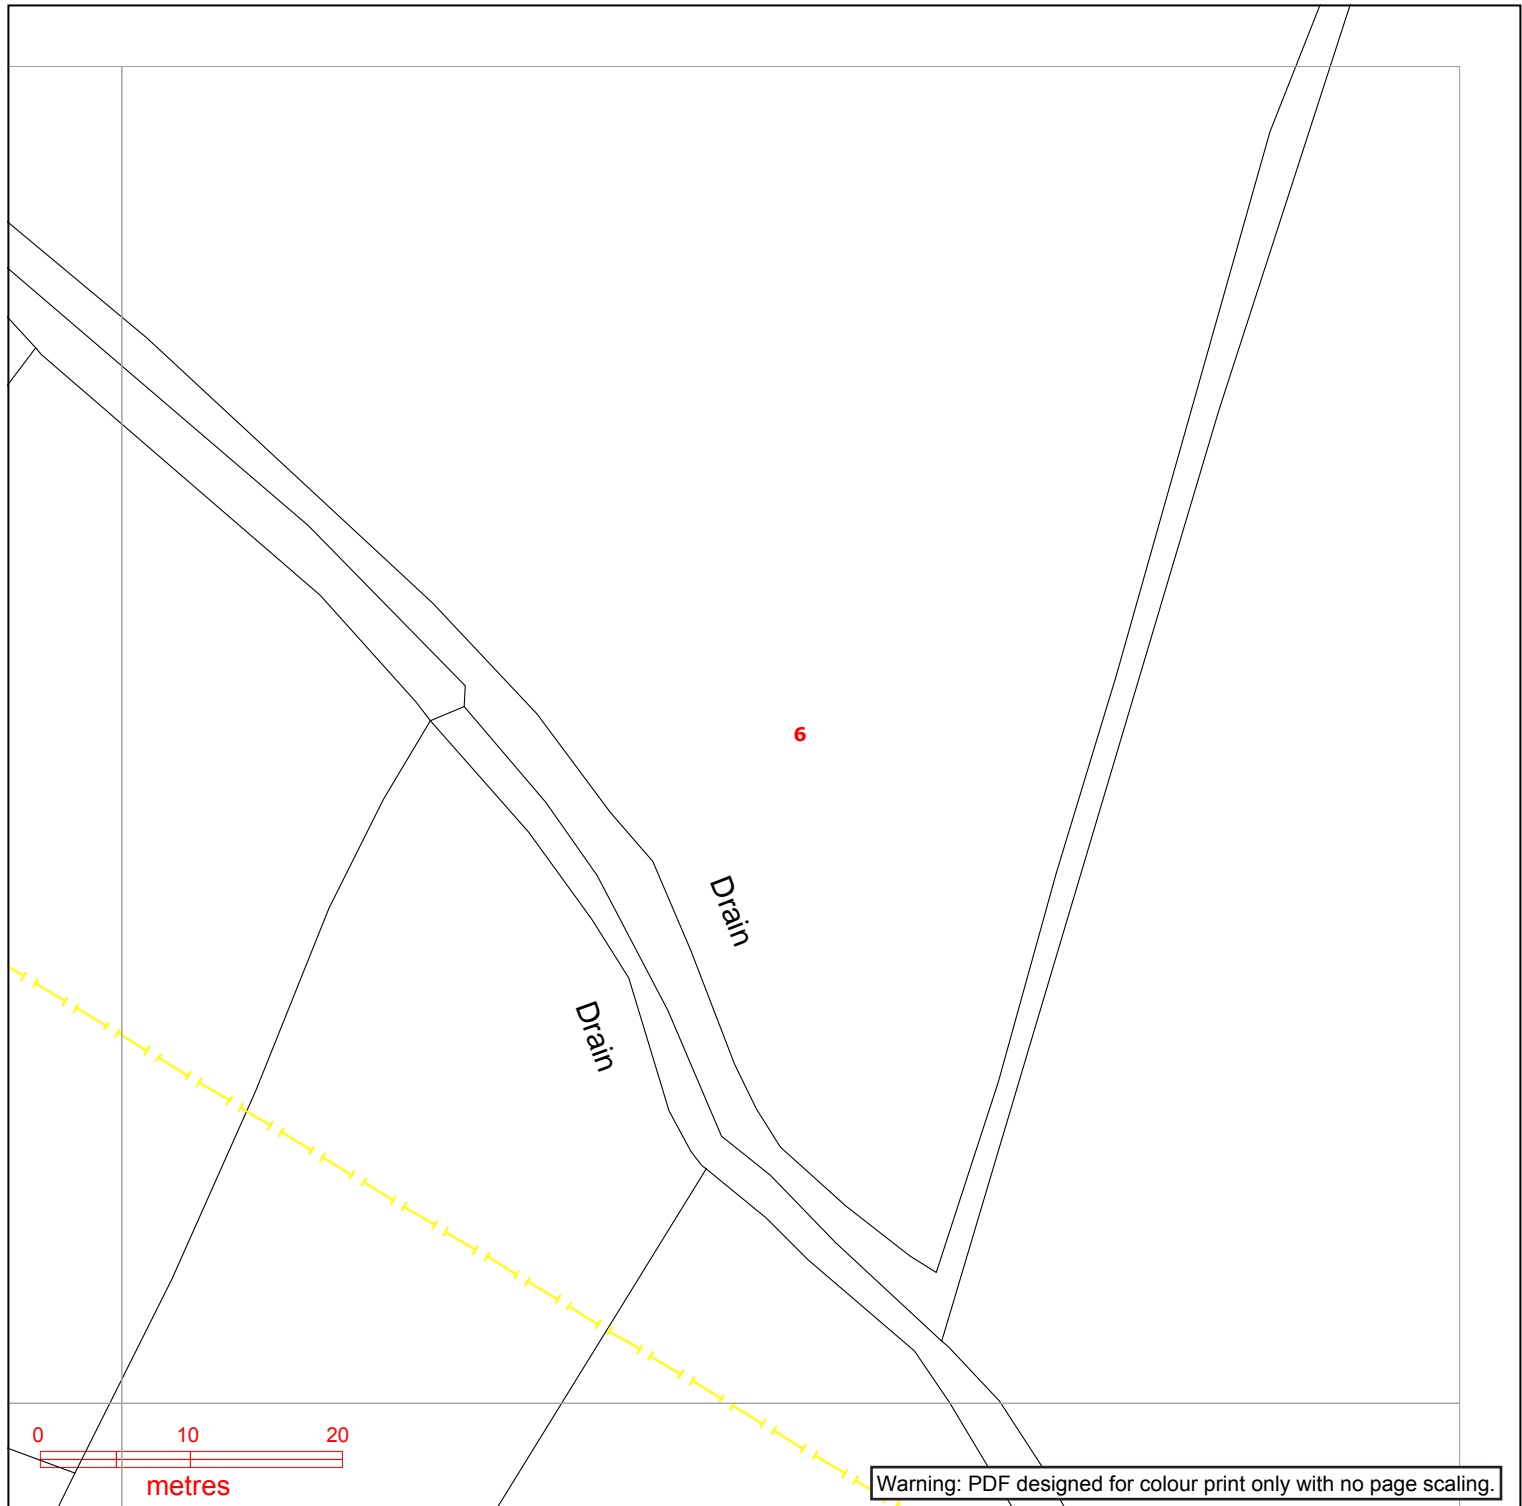 6
Drain
Drain
0 10 20
metres
Warning: PDF designed for colour print only with no page scaling.